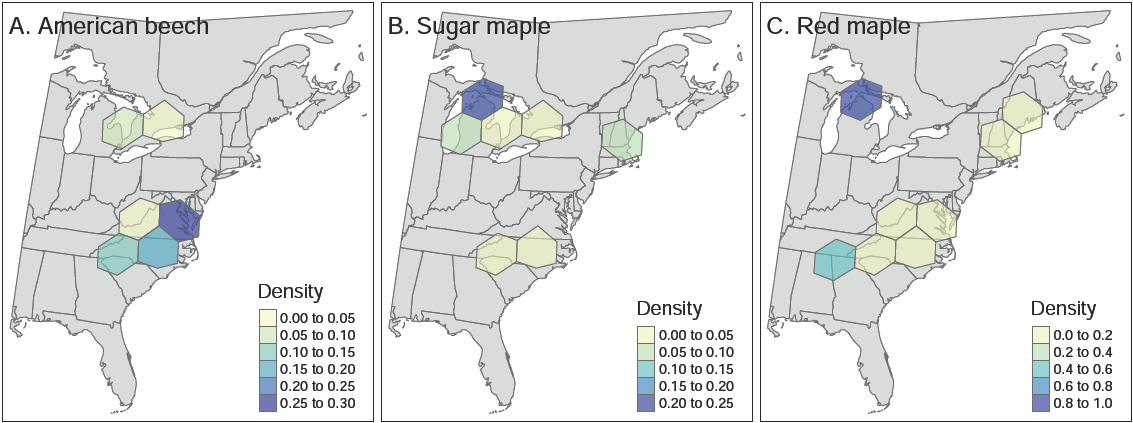 A. American beech
Density
0.00 to 0.05
0.05 to 0.10
0.10 to 0.15
0.15 to 0.20
0.20 to 0.25
0.25 to 0.30
B. Sugar maple
Density
0.00 to 0.05
0.05 to 0.10
0.10 to 0.15
0.15 to 0.20
0.20 to 0.25
C. Red maple
Density
0.0 to 0.2
0.2 to 0.4
0.4 to 0.6
0.6 to 0.8
0.8 to 1.0